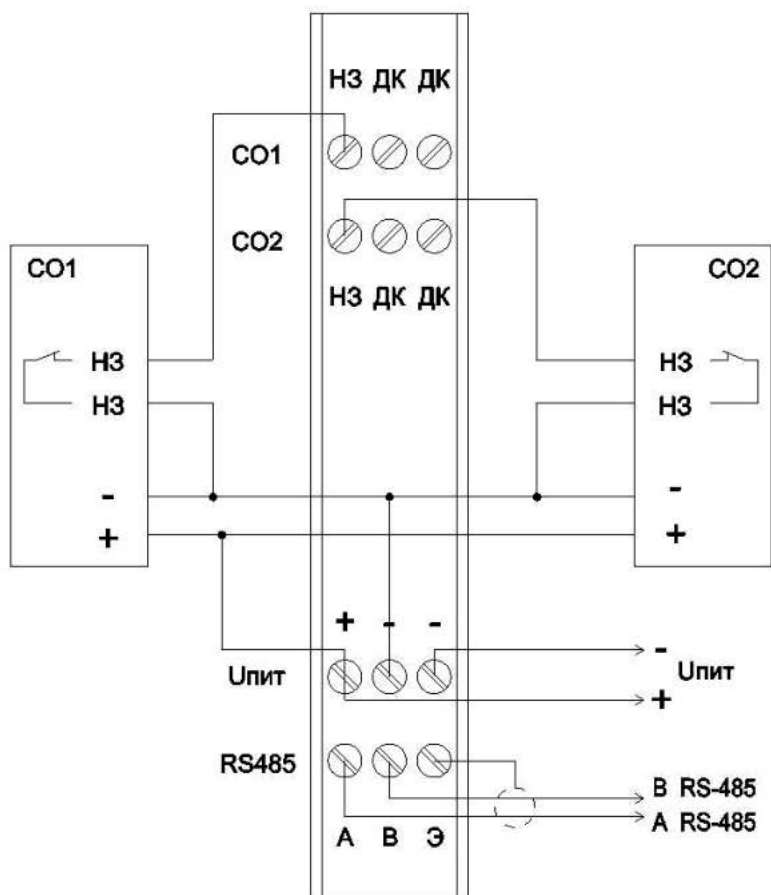 НЗ ДК ДК
СО1
СО2
НЗ ДК ДК
СО1
НЗ
НЗ
-
+
СО2
НЗ
НЗ
-
+
+ - -
Uпит
- Uпит
+
RS485
А В Э
В RS-485
А RS-485